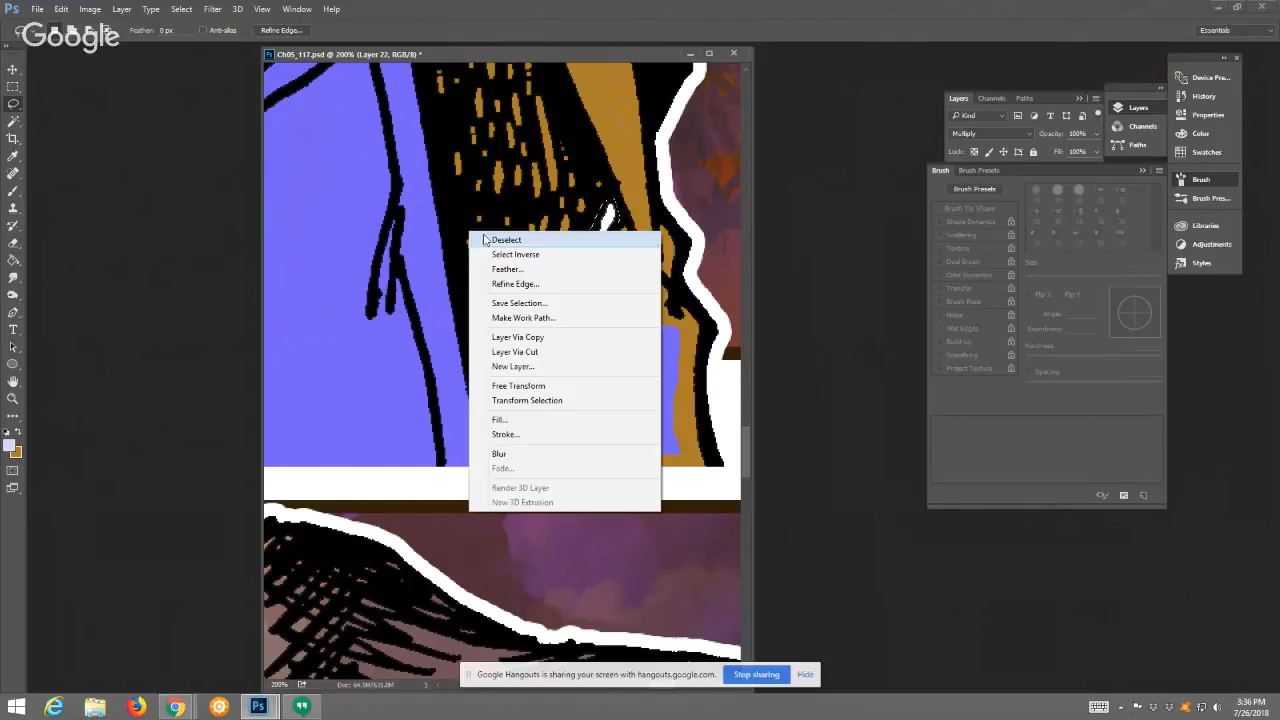 Ps File Edit Image Layer Type Select Filter 3D View Window Help
Google
Feather: 0 px. Anti-alias Refine Edge... Essentials
Ch05_117.psd @ 200% (Layer 22, RGB/8) *
Layers Channels Paths
Kind
Multiply Opacity: 100%
Lock: Fill: 100%
Layers
Channels
Paths
Device Pre...
History
Properties
Color
Swatches
Brush
Brush Pres...
Libraries
Adjustments
Styles
Brush Brush Presets
Brush Presets
Brush Tip Shape
Shape Dynamics
Scattering
Texture
Dual Brush
Color Dynamics
Transfer
Brush Pose
Noise
Wet Edges
Build-up
Smoothing
Protect Texture
Size
Flip X Flip Y
Angle:
Roundness:
Hardness
Spacing
Deselect
Select Inverse
Feather...
Refine Edge...
Save Selection...
Make Work Path...
Layer Via Copy
Layer Via Cut
New Layer...
Free Transform
Transform Selection
Fill...
Stroke...
Blur
Fade...
Render 3D Layer
New 3D Extrusion
Google Hangouts is sharing your screen with hangouts.google.com. Stop sharing Hide
200% Doc: 64.5M/631.0M
3:36 PM
7/26/2018